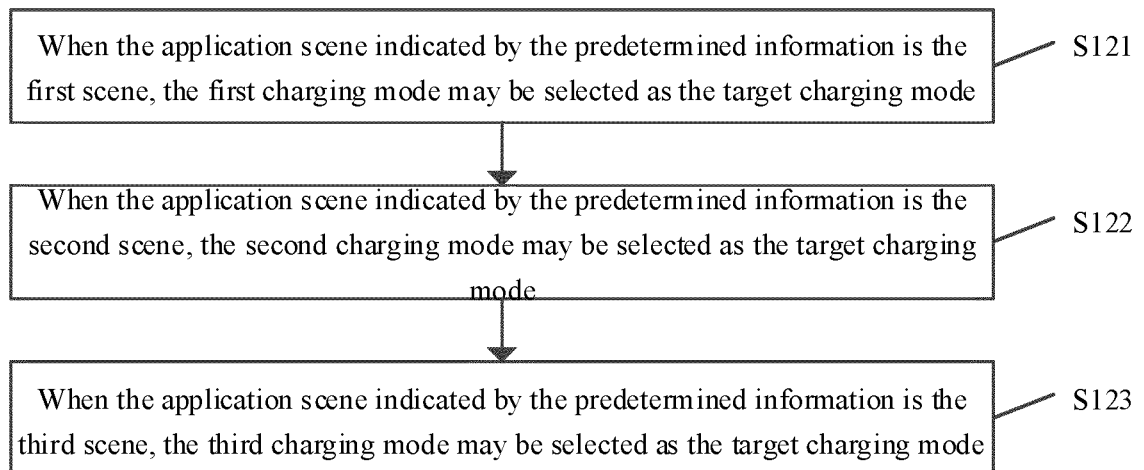 When the application scene indicated by the predetermined information is the
first scene, the first charging mode may be selected as the target charging mode
S121
When the application scene indicated by the predetermined information is the
second scene, the second charging mode may be selected as the target charging
mode
S122
When the application scene indicated by the predetermined information is the
third scene, the third charging mode may be selected as the target charging mode
S123